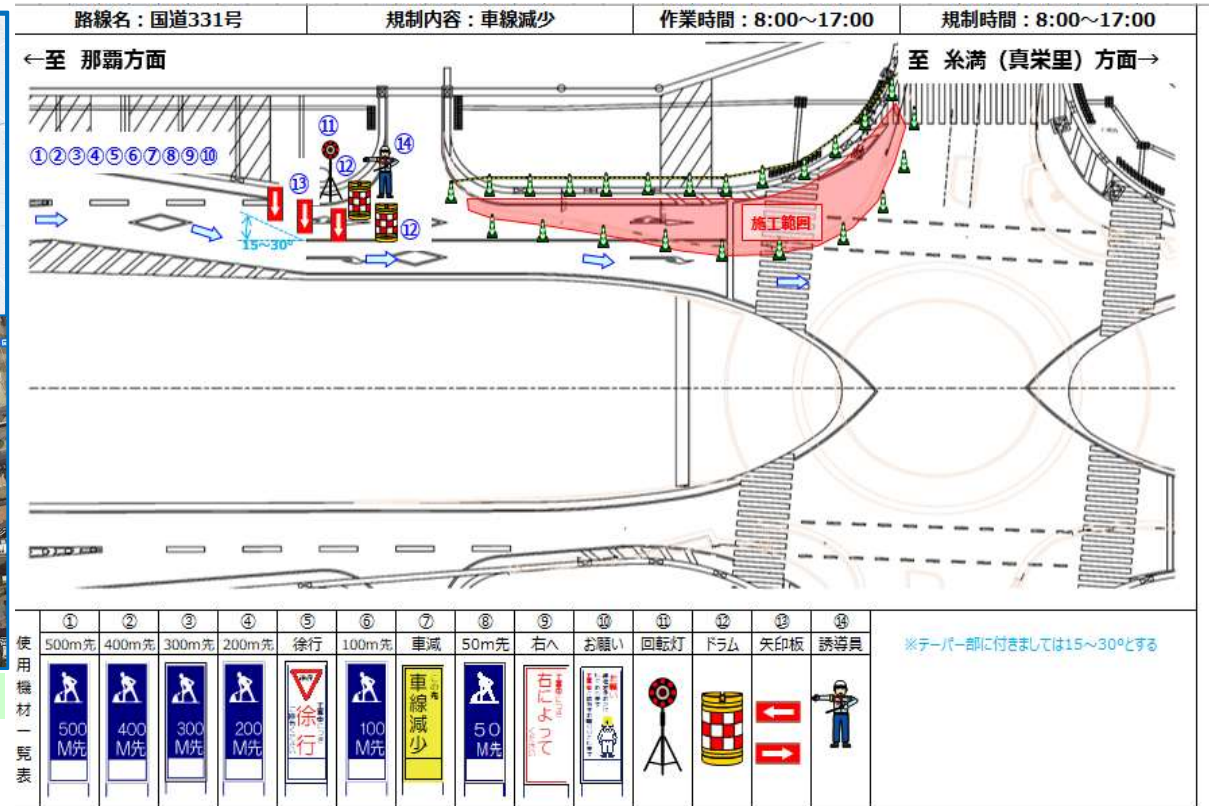 路線名：国道331号 規制内容：車線減少 作業時間：8:00～17:00 規制時間：8:00～17:00
←至 那覇方面
至 糸満（真栄里）方面→
①②③④⑤⑥⑦⑧⑨⑩
⑪
⑫
⑭
⑬
⑫
15～30°
施工範囲
使用機材一覧表
① ② ③ ④ ⑤ ⑥ ⑦ ⑧ ⑨ ⑩ ⑪ ⑫ ⑬ ⑭
500m先 400m先 300m先 200m先 徐行 100m先 車減 50m先 右へ お願い 回転灯 ドラム 矢印板 誘導員
500
M先
400
M先
300
M先
200
M先
徐行
100
M先
この先
車線減少
50
M先
右によって
※テーパー部に付きましては15～30°とする